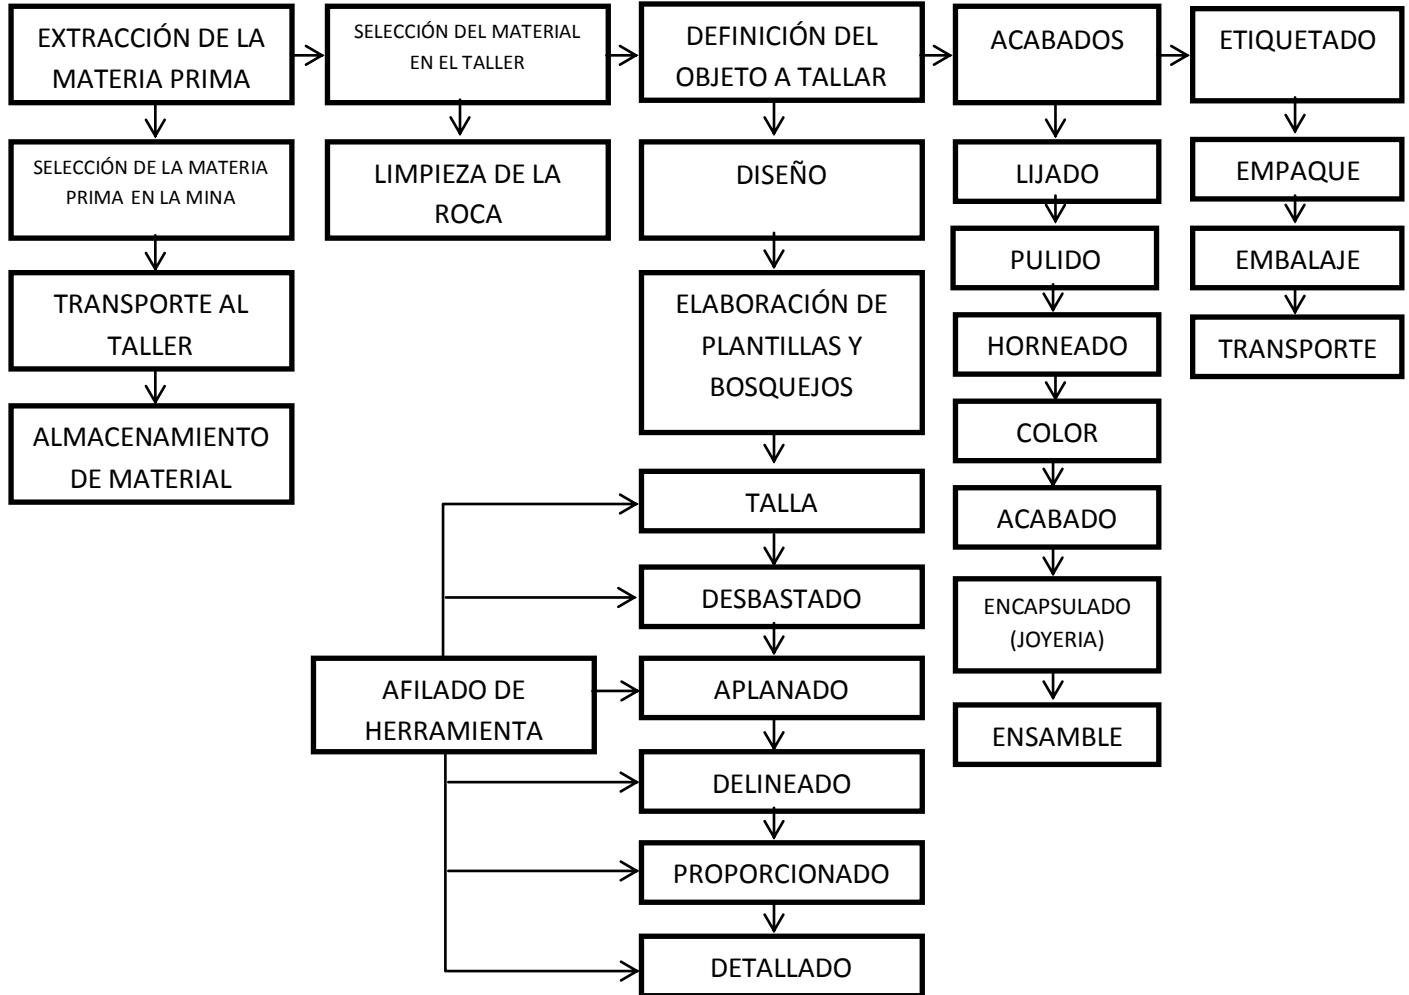 EXTRACCIÓN DE LA
MATERIA PRIMA
SELECCIÓN DE LA MATERIA
PRIMA EN LA MINA
TRANSPORTE AL
TALLER
ALMACENAMIENTO
DE MATERIAL
SELECCIÓN DEL MATERIAL
EN EL TALLER
LIMPIEZA DE LA
ROCA
DEFINICIÓN DEL
OBJETO A TALLAR
DISEÑO
ELABORACIÓN DE
PLANTILLAS Y
BOSQUEJOS
TALLA
DESBASTADO
APLANADO
DELINEADO
PROPORCIONADO
DETALLADO
AFILADO DE
HERRAMIENTA
ACABADOS
LIJADO
PULIDO
HORNEADO
COLOR
ACABADO
ENCAPSULADO
(JOYERIA)
ENSAMBLE
ETIQUETADO
EMPAQUE
EMBALAJE
TRANSPORTE